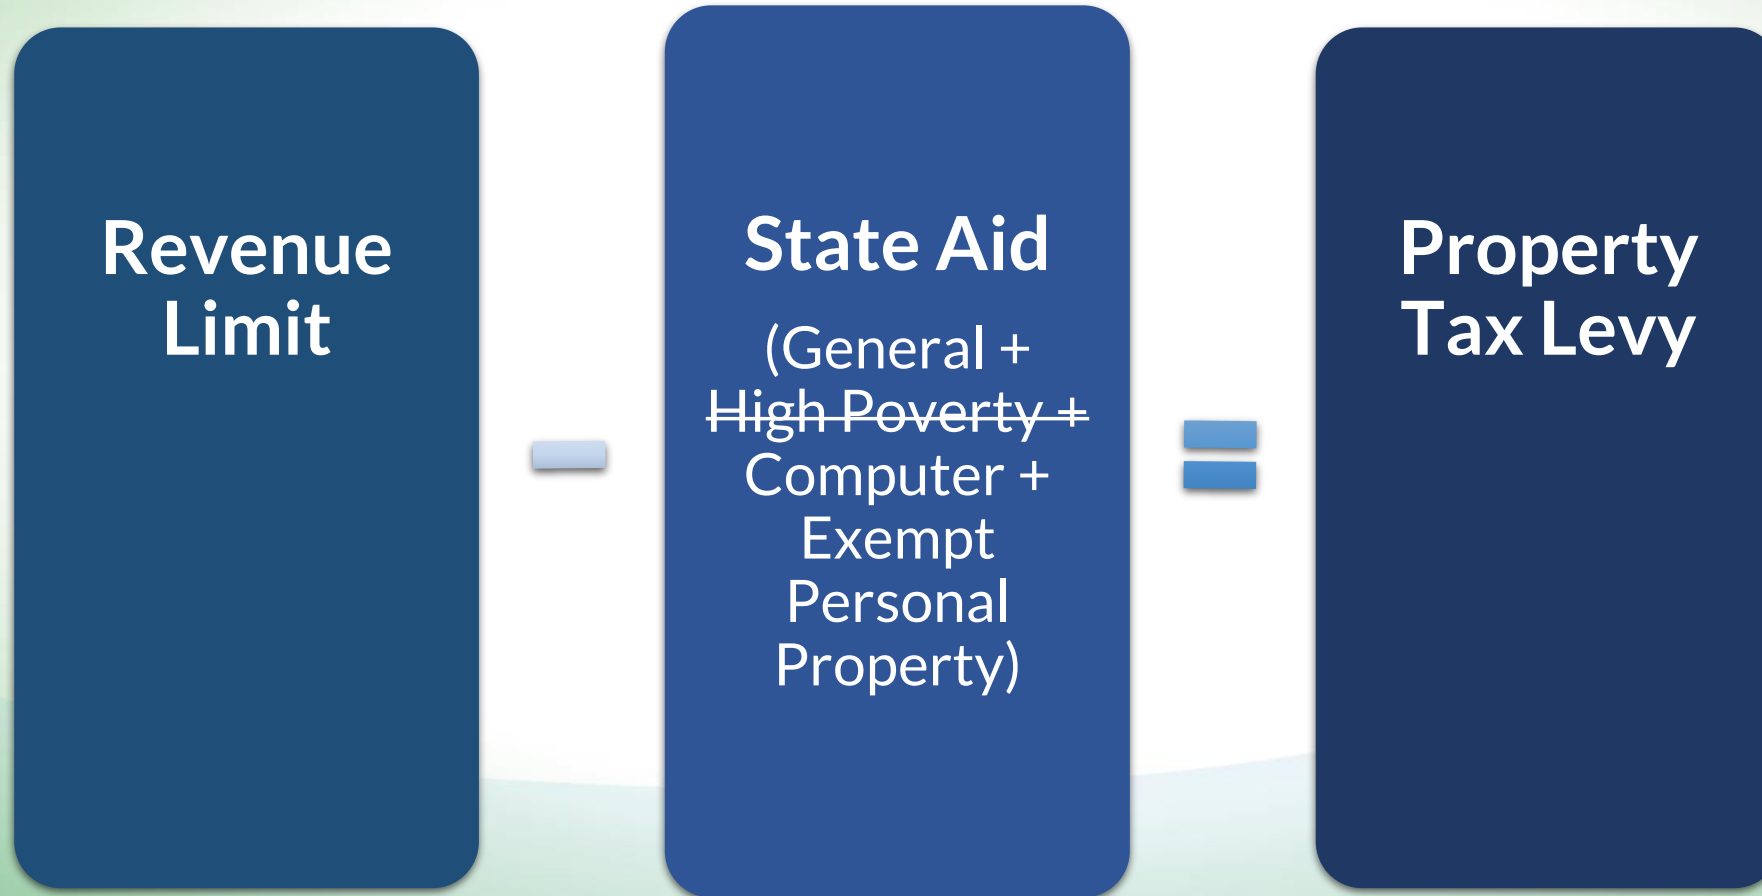 Revenue
Limit
State Aid
(General +
High Poverty +
Computer +
Exempt
Personal
Property)
Property
Tax Levy